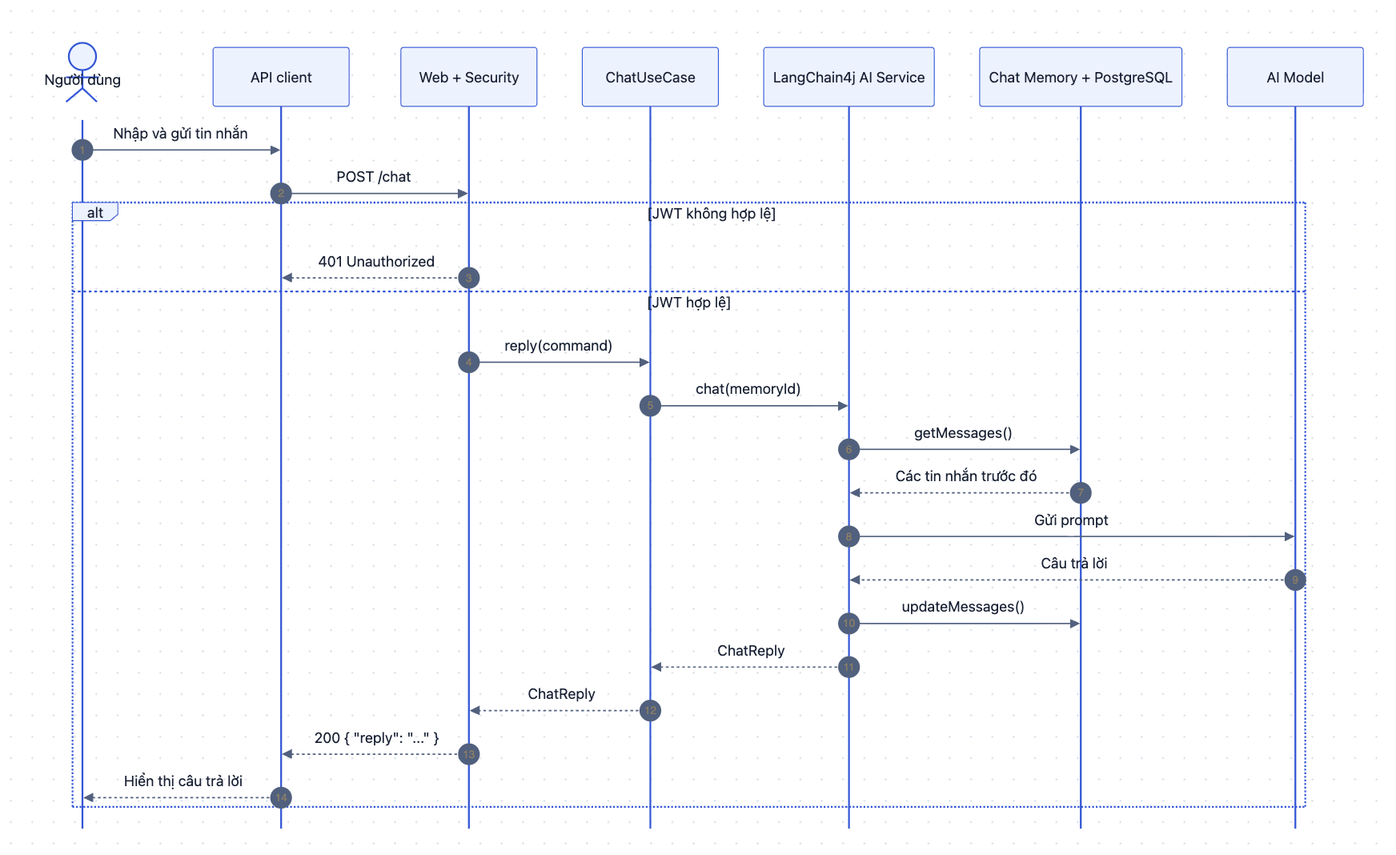 Người dùng
API client
Web + Security
ChatUseCase
LangChain4j AI Service
Chat Memory + PostgreSQL
AI Model
Nhập và gửi tin nhắn
1
POST /chat
2
alt
[JWT không hợp lệ]
401 Unauthorized
3
[JWT hợp lệ]
reply(command)
4
chat(memoryId)
5
getMessages()
6
Các tin nhắn trước đó
7
Gửi prompt
8
Câu trả lời
9
updateMessages()
10
ChatReply
11
ChatReply
12
200 { "reply": "..." }
13
Hiển thị câu trả lời
14